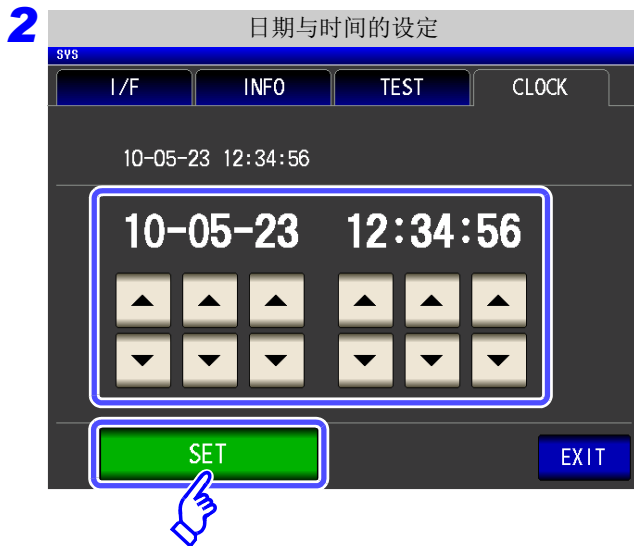 2
日期与时间的设定
SYS
I/F INFO TEST CLOCK
10-05-23 12:34:56
10-05-23 12:34:56
SET
EXIT